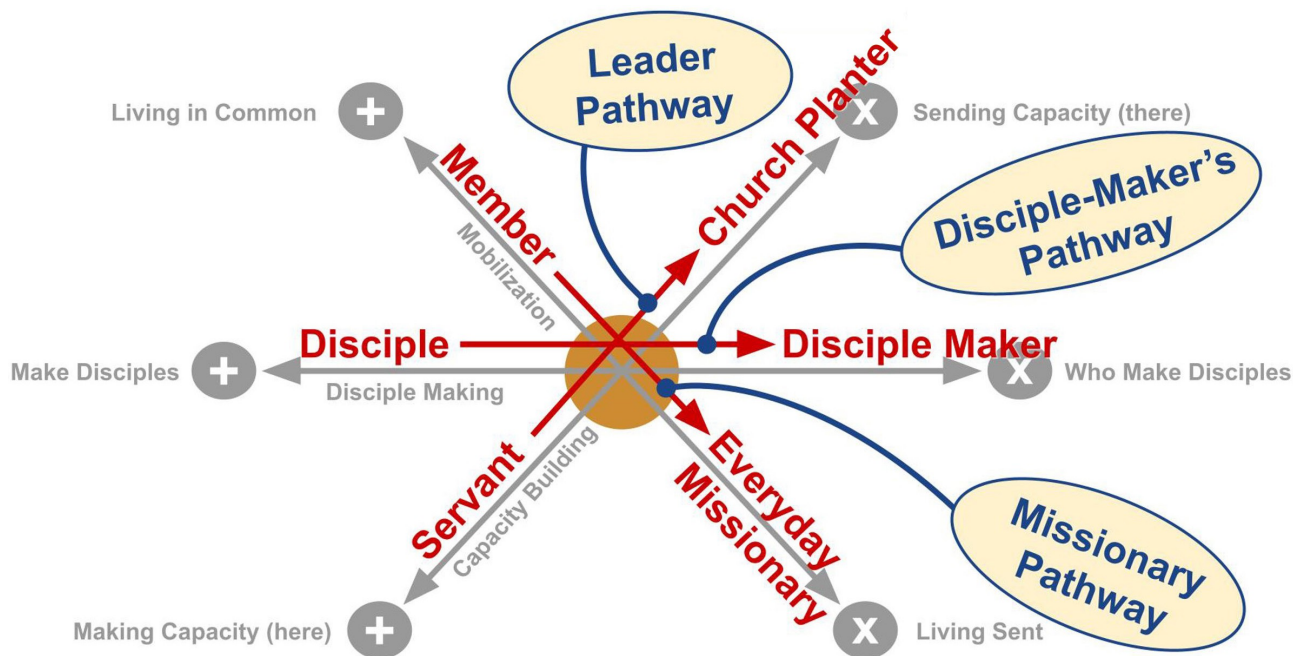 Leader
Pathway
Church Planter
Living in Common
+
x
Sending Capacity (there)
Member
Mobilization
Disciple-Maker's
Pathway
Disciple
Disciple Maker
Make Disciples
+
Disciple Making
x
Who Make Disciples
Servant
Capacity Building
Everyday
Missionary
Missionary
Pathway
Making Capacity (here)
+
x
Living Sent